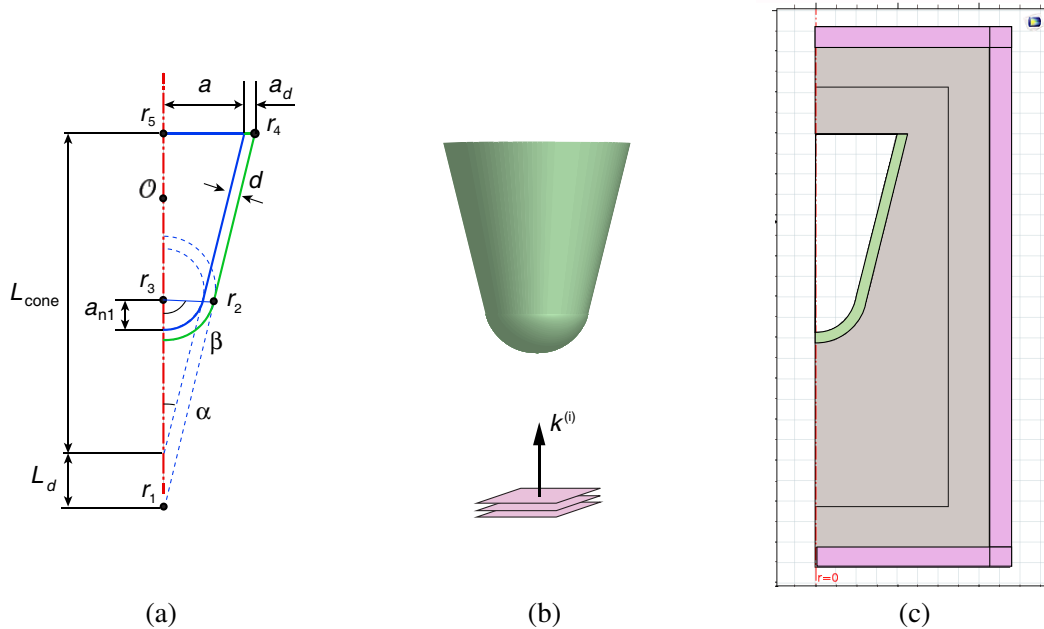 a
a_d
r_5
r_4
O
d
r_3
r_2
L_cone
a_n1
β
α
L_d
r_1
k^(i)
r=0
(a)
(b)
(c)